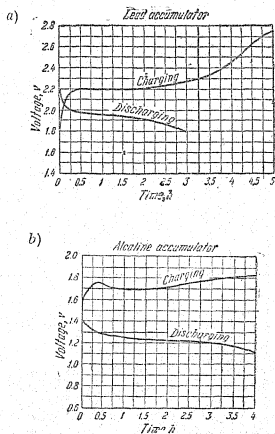 a)
Lead accumulator
2.8
2.6
2.4
2.2
2.0
1.8
1.6
1.4
Voltage, v
Charging
Discharging
0 0.5 1 1.5 2 2.5 3 3.5 4 4.5 5
Time, h
b)
Alcaline accumulator
2.0
1.8
1.6
1.4
1.2
1.0
0.8
0.6
Voltage, v
Charging
Discharging
0 0.5 1 1.5 2 2.5 3 3.5 4
Time h